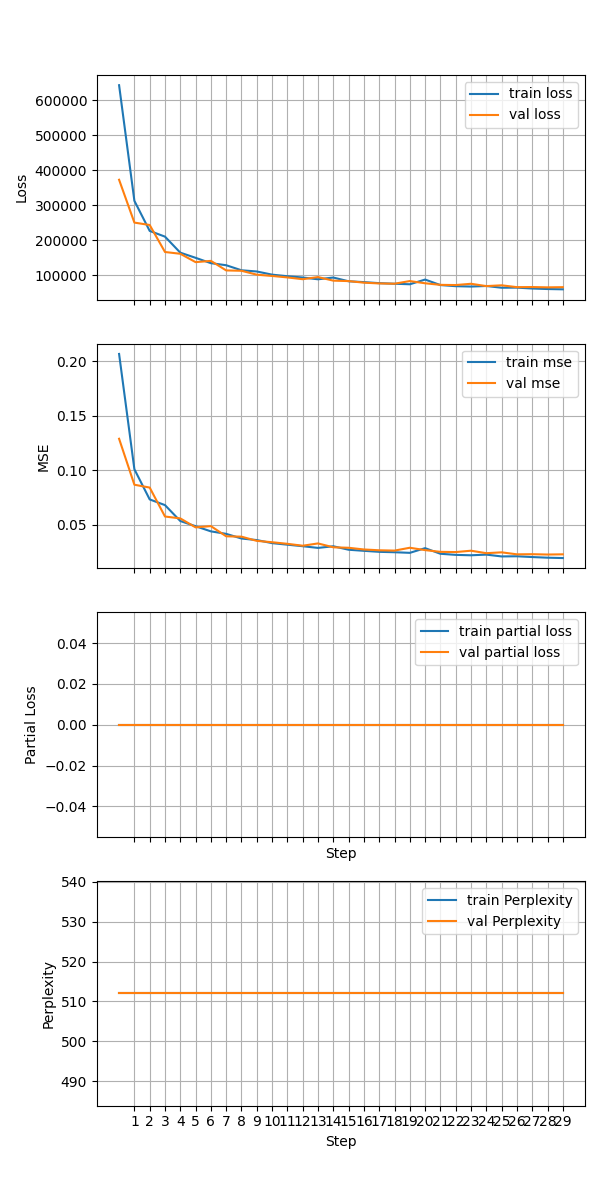 600000
500000
400000
300000
200000
100000
Loss
train loss
val loss
0.20
0.15
0.10
0.05
MSE
train mse
val mse
0.04
0.02
0.00
−0.02
−0.04
Partial Loss
train partial loss
val partial loss
Step
540
530
520
510
500
490
Perplexity
train Perplexity
val Perplexity
1 2 3 4 5 6 7 8 9 10 11 12 13 14 15 16 17 18 19 20 21 22 23 24 25 26 27 28 29
Step